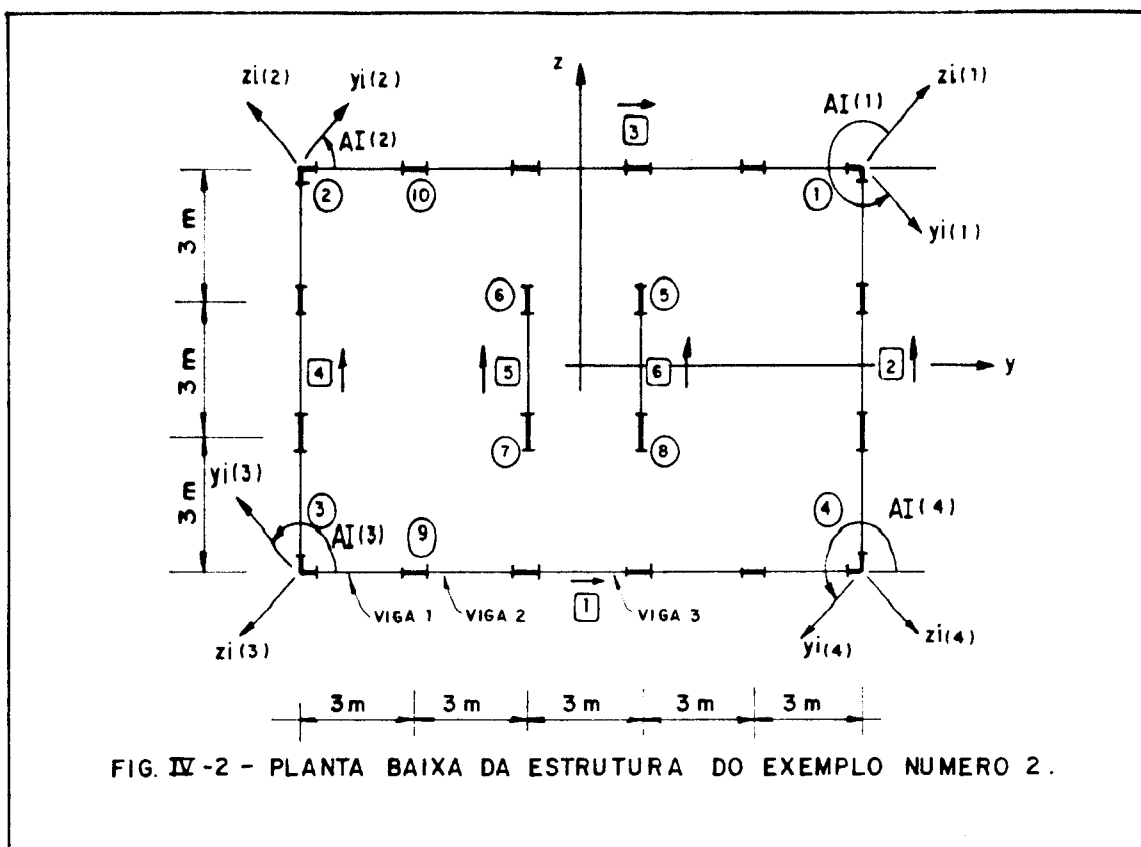 zi(2)
yi(2)
z
zi(1)
AI(2)
3
AI(1)
2
10
1
yi(1)
3 m
6
5
4
5
6
2
y
3 m
7
8
yi(3)
3
4
AI(3)
9
AI(4)
3 m
VIGA 1
VIGA 2
1
VIGA 3
zi(3)
yi(4)
zi(4)
3 m
3 m
3 m
3 m
3 m
FIG. IV-2 - PLANTA BAIXA DA ESTRUTURA DO EXEMPLO NUMERO 2.